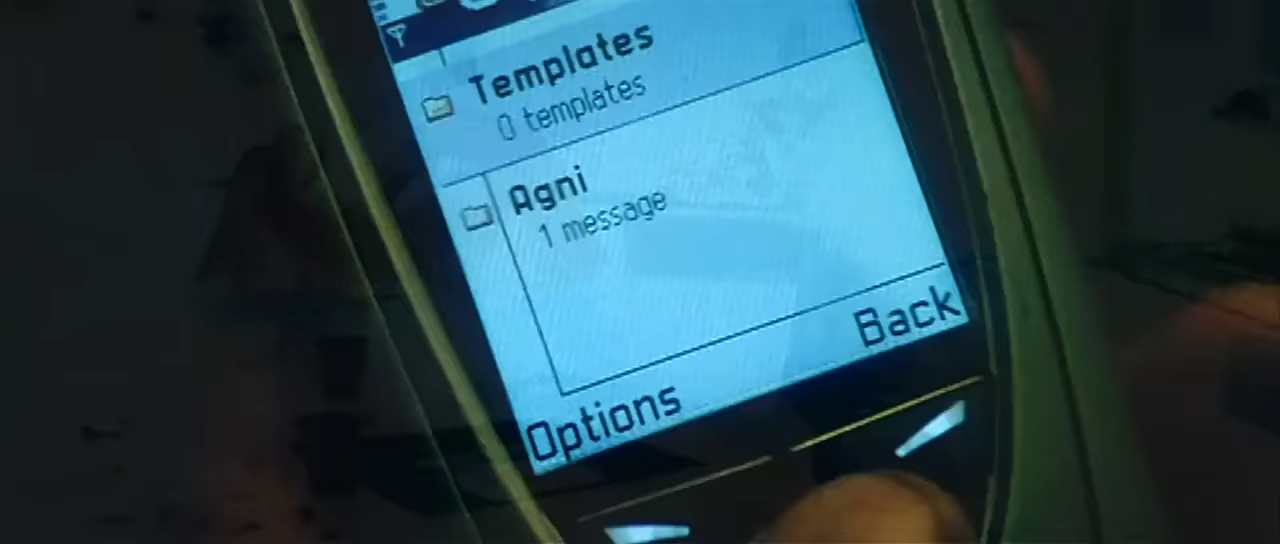 Templates
0 templates
Agni
1 message
Options Back